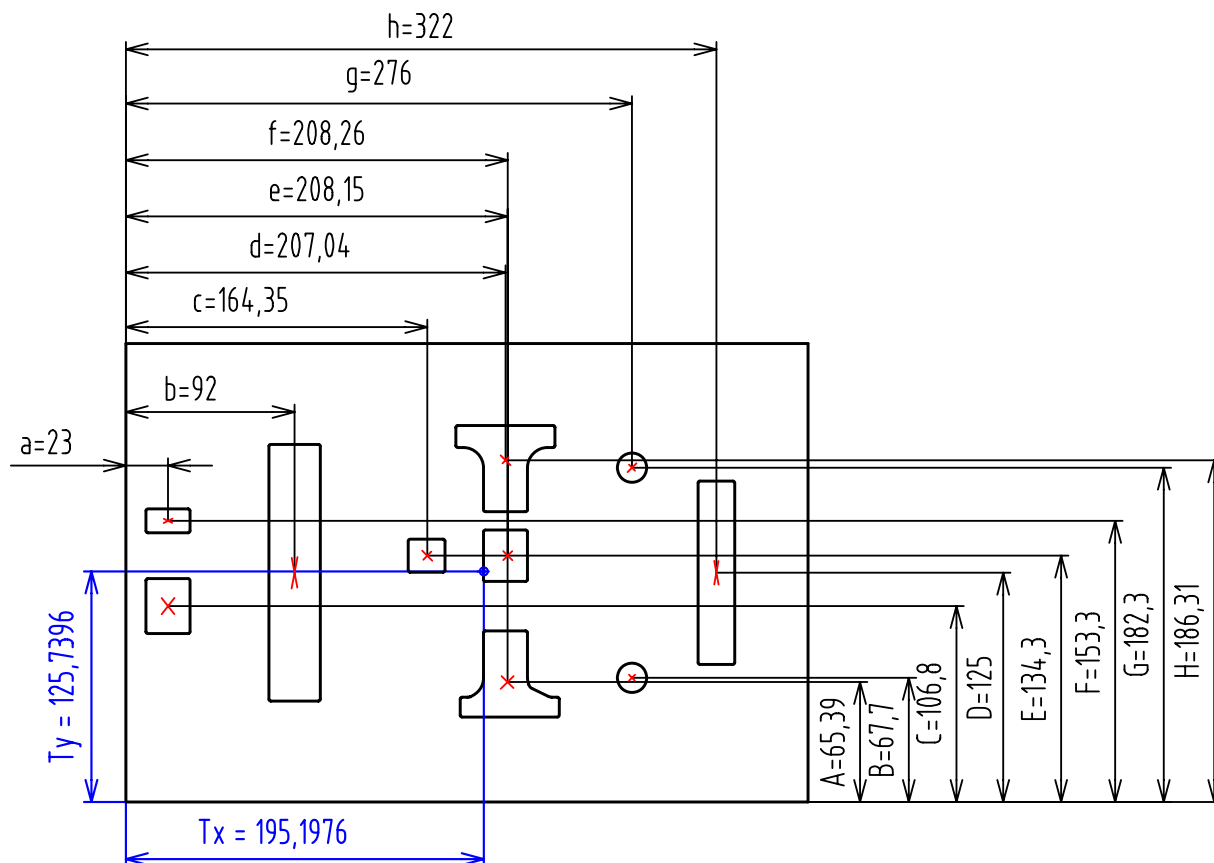 h=322
g=276
f=208,26
e=208,15
d=207,04
c=164,35
b=92
a=23
Ty = 125,7396
Tx = 195,1976
A=65,39
B=67,7
C=106,8
D=125
E=134,3
F=153,3
G=182,3
H=186,31